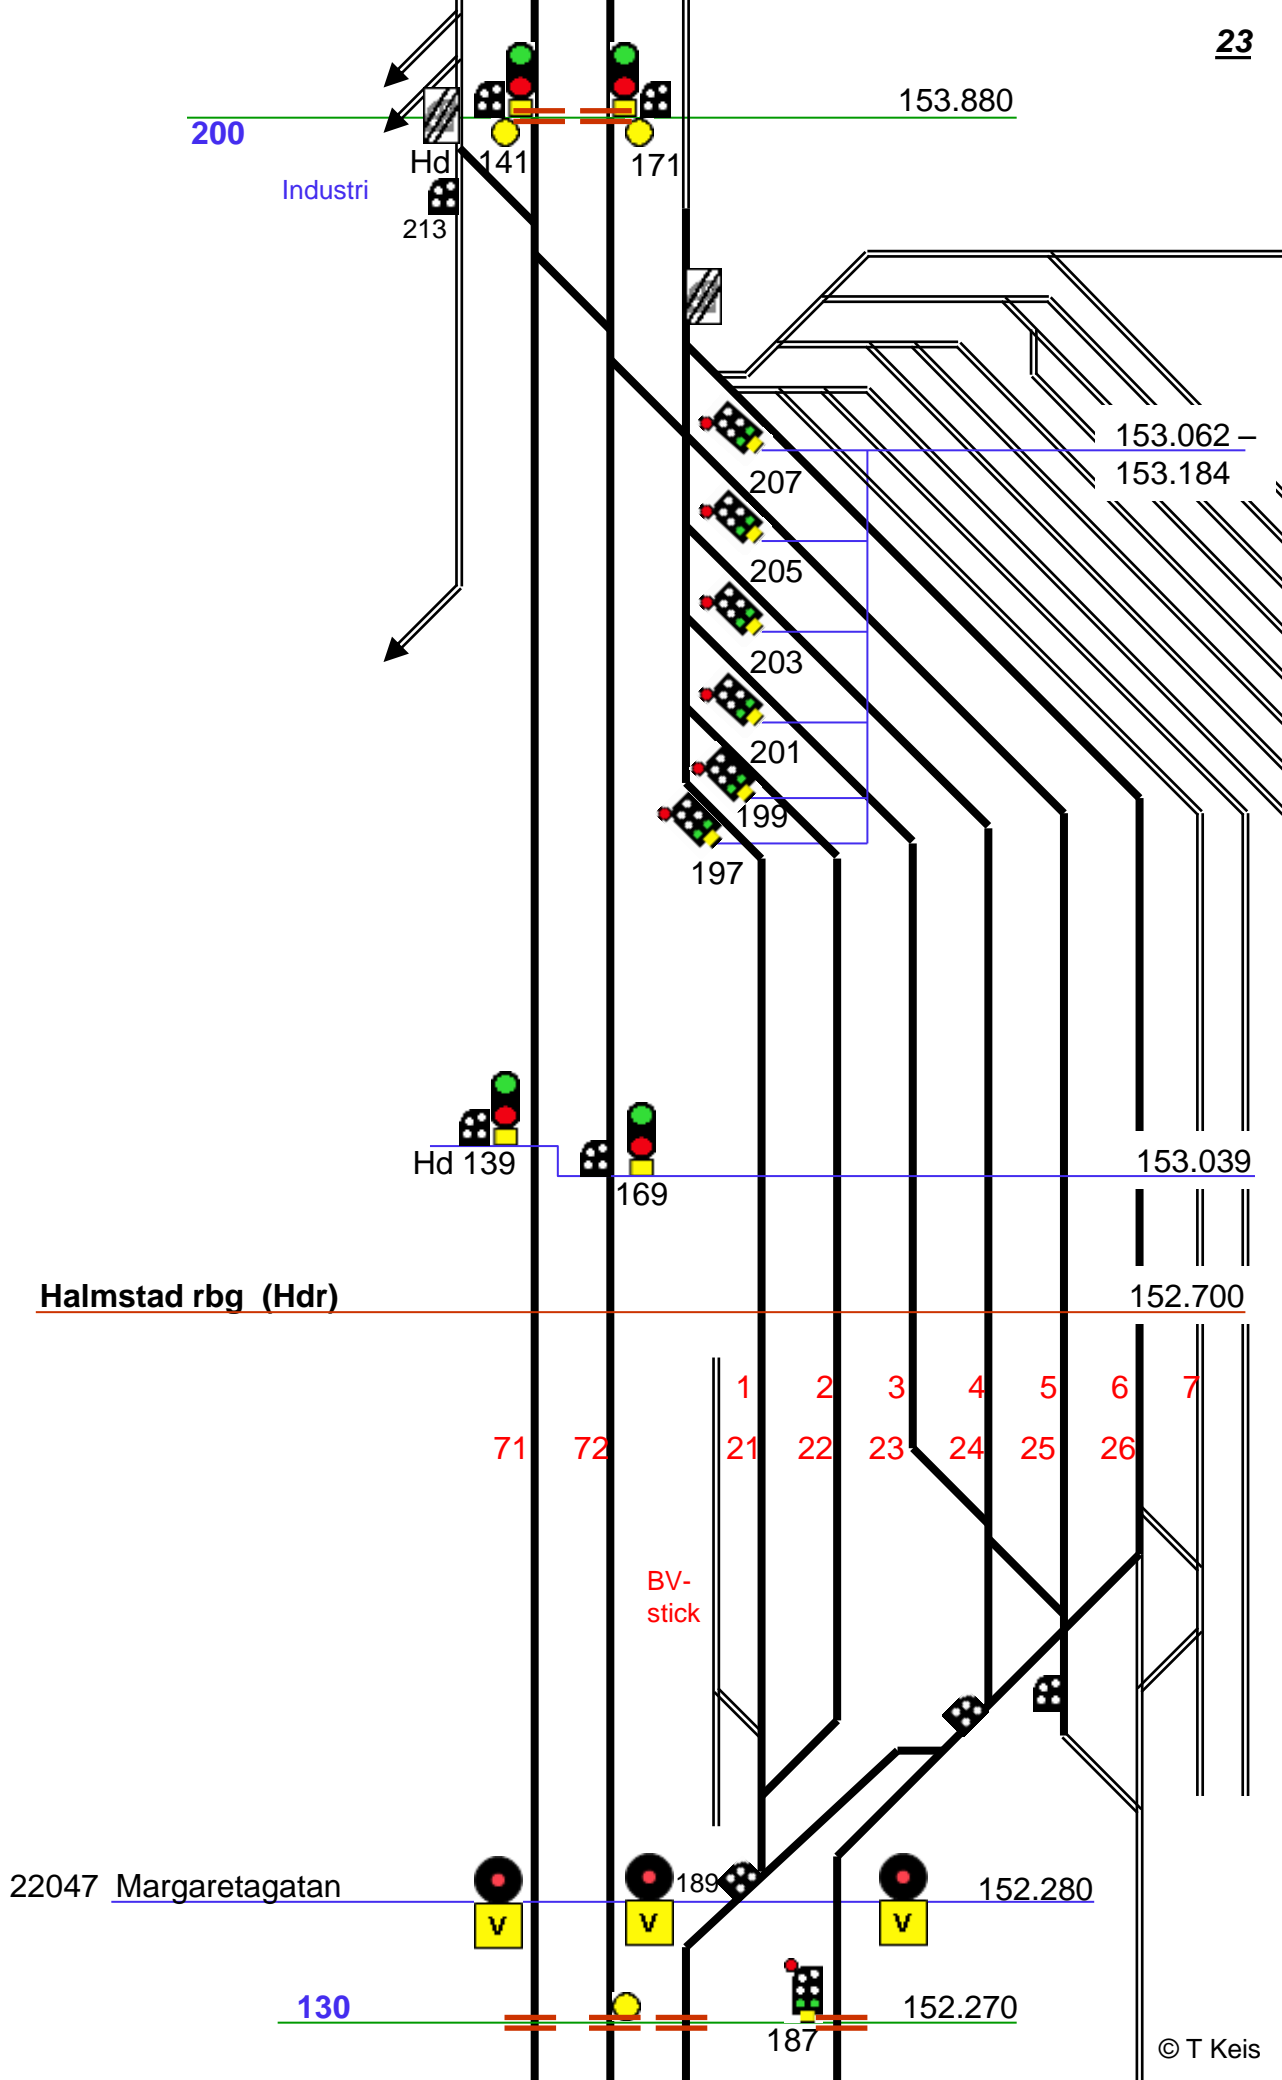 23
153.880
200
Hd 141
171
Industri
213
153.062 –
153.184
207
205
203
201
199
197
Hd 139
153.039
169
Halmstad rbg (Hdr)
152.700
1 2 3 4 5 6 7
71 72 21 22 23 24 25 26
BV-
stick
22047 Margaretagatan
189
152.280
V V V
130
152.270
187
© T Keis